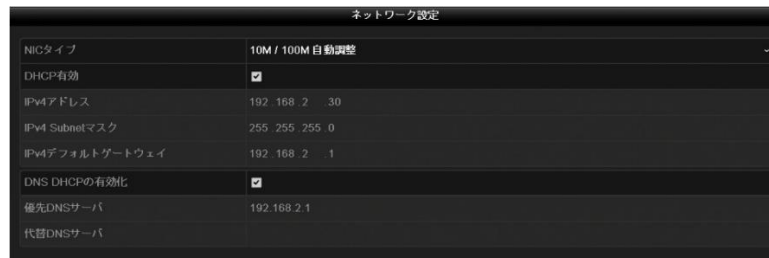 ネットワーク設定
NICタイプ 10M / 100M 自動調整
DHCP有効
IPv4アドレス 192 .168 .2 .30
IPv4 Subnetマスク 255 .255 .255 .0
IPv4デフォルトゲートウェイ 192 .168 .2 .1
DNS DHCPの有効化
優先DNSサーバ 192.168.2.1
代替DNSサーバ